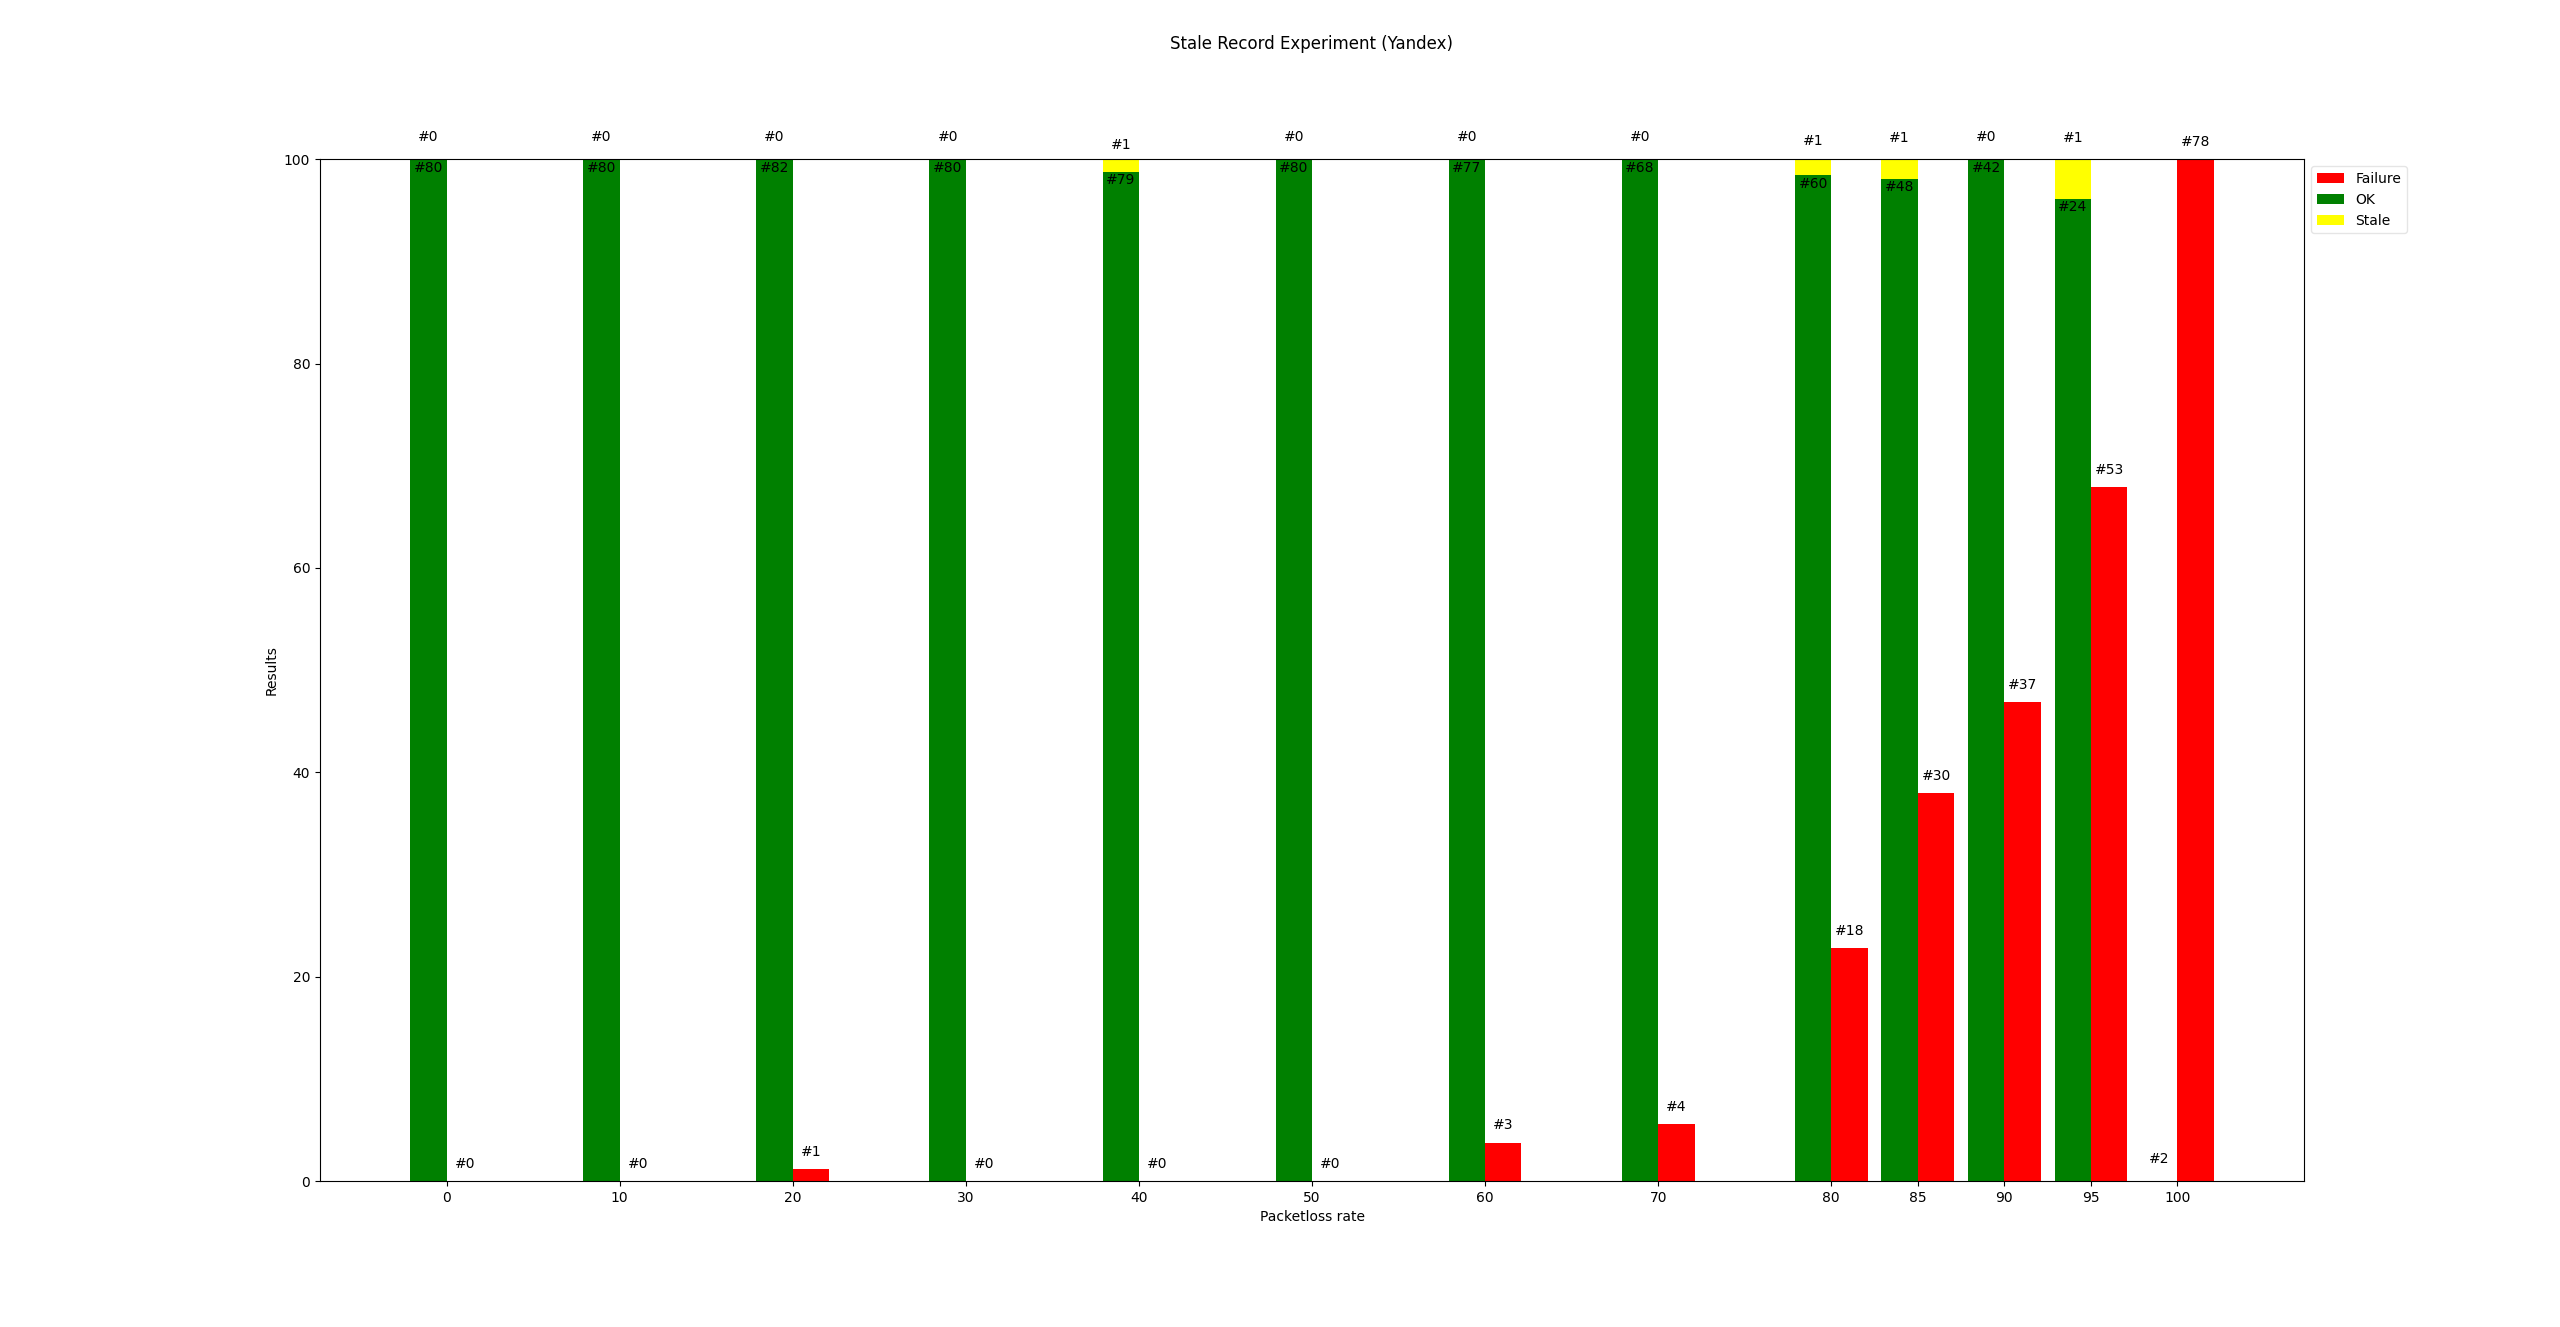 Stale Record Experiment (Yandex)
#0 #0 #0 #0 #1 #0 #0 #0 #1 #1 #0 #1 #78
#80 #80 #82 #80 #79 #80 #77 #68 #60 #48 #42 #24
Failure
OK
Stale
100
80
60
40
20
0
Results
#53
#37
#30
#18
#0 #0 #1 #0 #0 #0 #3 #4 #2
0 10 20 30 40 50 60 70 80 85 90 95 100
Packetloss rate